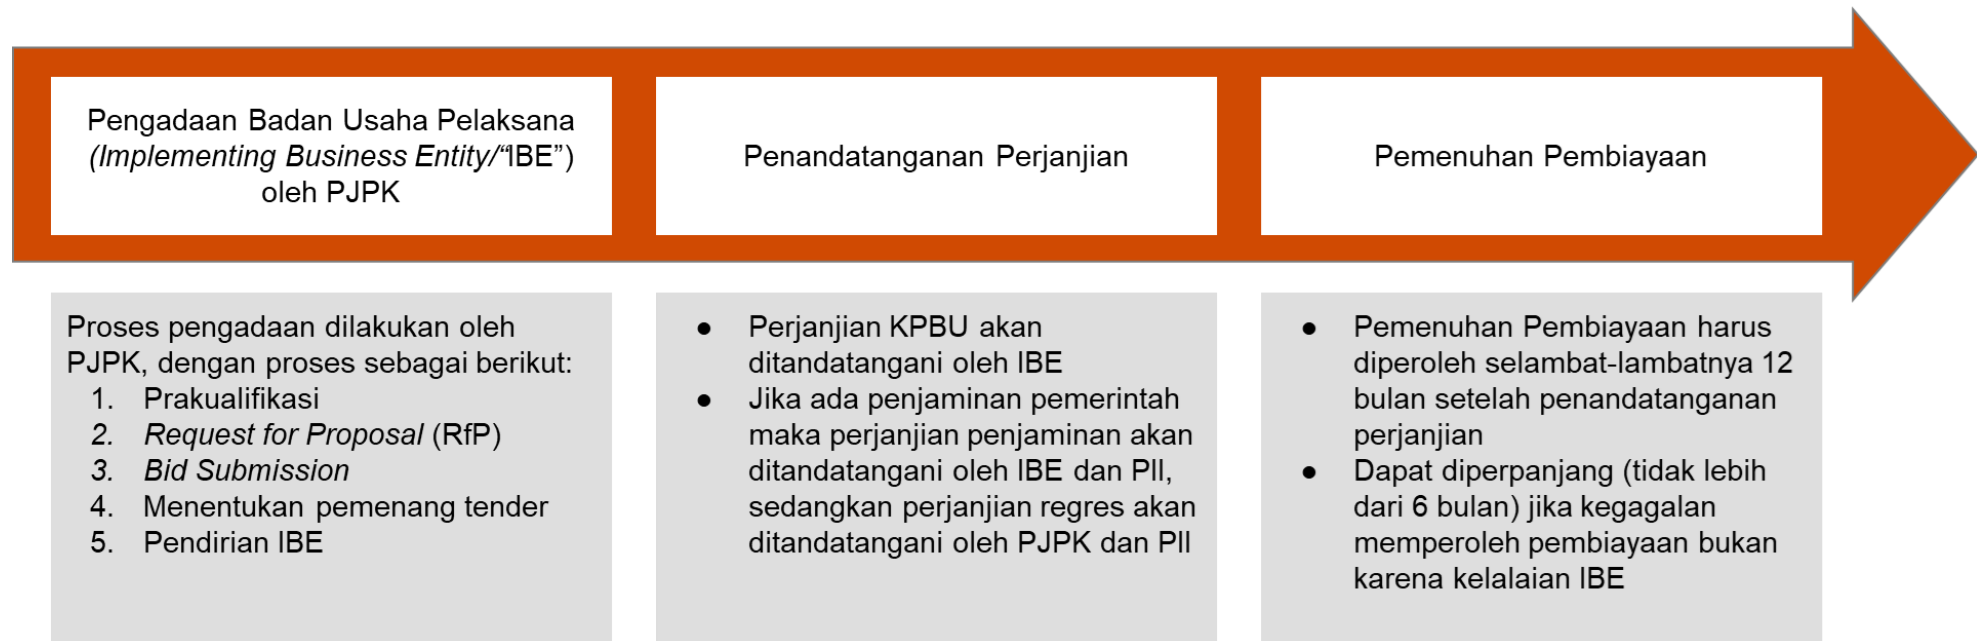 Pengadaan Badan Usaha Pelaksana
(Implementing Business Entity/“IBE”)
oleh PJPK
Penandatanganan Perjanjian
Pemenuhan Pembiayaan
Proses pengadaan dilakukan oleh
PJPK, dengan proses sebagai berikut:
1. Prakualifikasi
2. Request for Proposal (RfP)
3. Bid Submission
4. Menentukan pemenang tender
5. Pendirian IBE
● Perjanjian KPBU akan
ditandatangani oleh IBE
● Jika ada penjaminan pemerintah
maka perjanjian penjaminan akan
ditandatangani oleh IBE dan PII,
sedangkan perjanjian regres akan
ditandatangani oleh PJPK dan PII
● Pemenuhan Pembiayaan harus
diperoleh selambat-lambatnya 12
bulan setelah penandatanganan
perjanjian
● Dapat diperpanjang (tidak lebih
dari 6 bulan) jika kegagalan
memperoleh pembiayaan bukan
karena kelalaian IBE